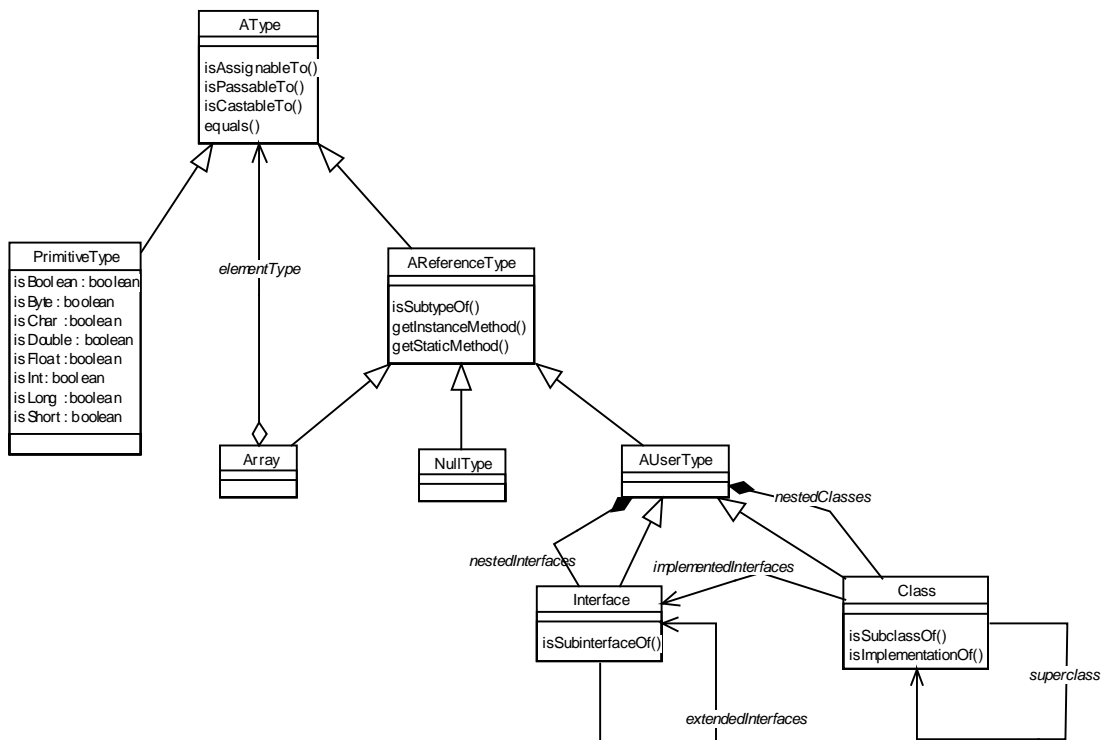 AType
isAssignableTo()
isPassableTo()
isCastableTo()
equals()
PrimitiveType
isBoolean : boolean
isByte : boolean
isChar : boolean
isDouble : boolean
isFloat : boolean
isInt : boolean
isLong : boolean
isShort : boolean
elementType
AReferenceType
isSubtypeOf()
getInstanceMethod()
getStaticMethod()
Array
NullType
AUserType
nestedClasses
nestedInterfaces
implementedInterfaces
Interface
isSubinterfaceOf()
Class
isSubclassOf()
isImplementationOf()
superclass
extendedInterfaces